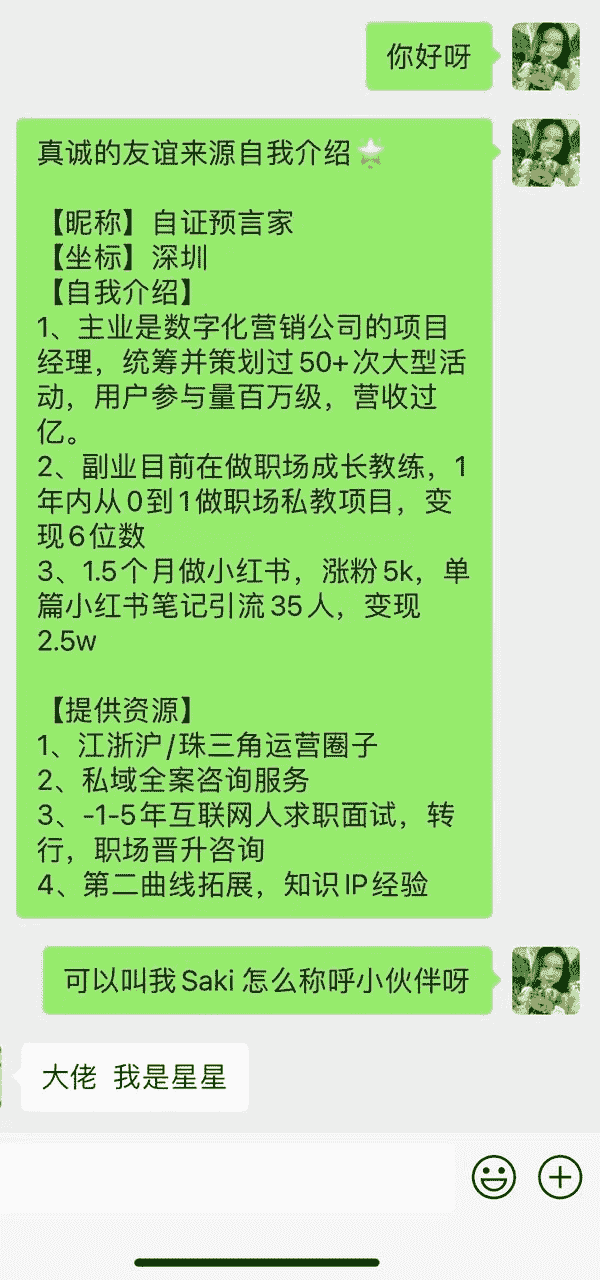 你好呀
真诚的友谊来源自我介绍
【昵称】自证预言家
【坐标】深圳
【自我介绍】
1、主业是数字化营销公司的项目
经理，统筹并策划过50+次大型活
动，用户参与量百万级，营收过
亿。
2、副业目前在做职场成长教练，1
年内从0到1做职场私教项目，变
现6位数
3、1.5个月做小红书，涨粉5k，单
篇小红书笔记引流35人，变现
2.5w
【提供资源】
1、江浙沪/珠三角运营圈子
2、私域全案咨询服务
3、-1-5年互联网人求职面试，转
行，职场晋升咨询
4、第二曲线拓展，知识IP经验
可以叫我Saki 怎么称呼小伙伴呀
大佬 我是星星